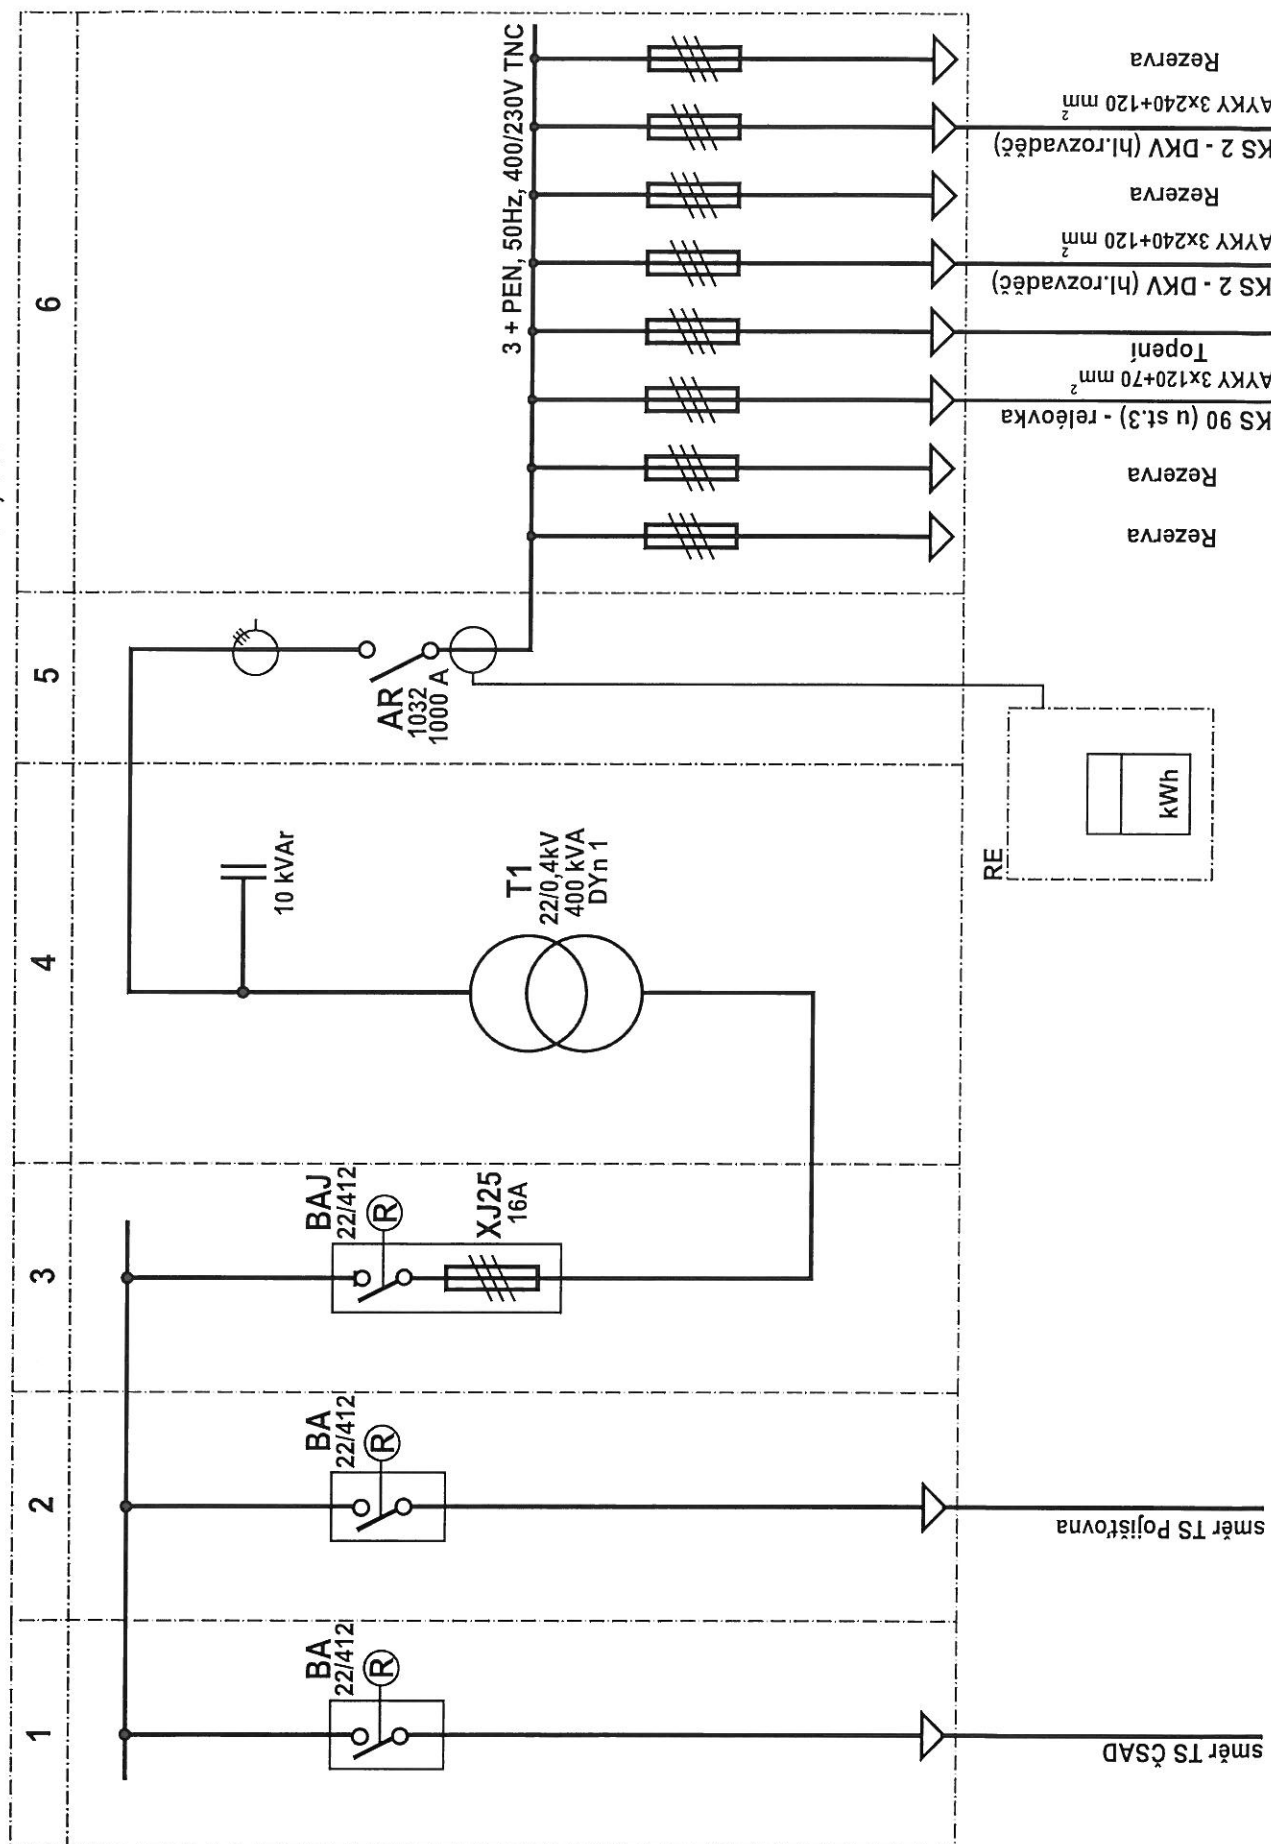 1
2
3
4
5
6
BA
22/412
R
směr TS ČSAD
BA
22/412
R
směr TS Pojišťovna
BAJ
22/412
R
XJ25
16A
10 kVAr
T1
22/0,4kV
400 kVA
DYn 1
AR
1032
1000 A
RE
kWh
3 + PEN, 50Hz, 400/230V TNC
Rezerva
Rezerva
KS 90 (u st.3) - reléovka
AYKY 3x120+70 mm²
Topení
KS 2 - DKV (hl.rozvaděč)
AYKY 3x240+120 mm²
Rezerva
KS 2 - DKV (hl.rozvaděč)
AYKY 3x240+120 mm²
Rezerva